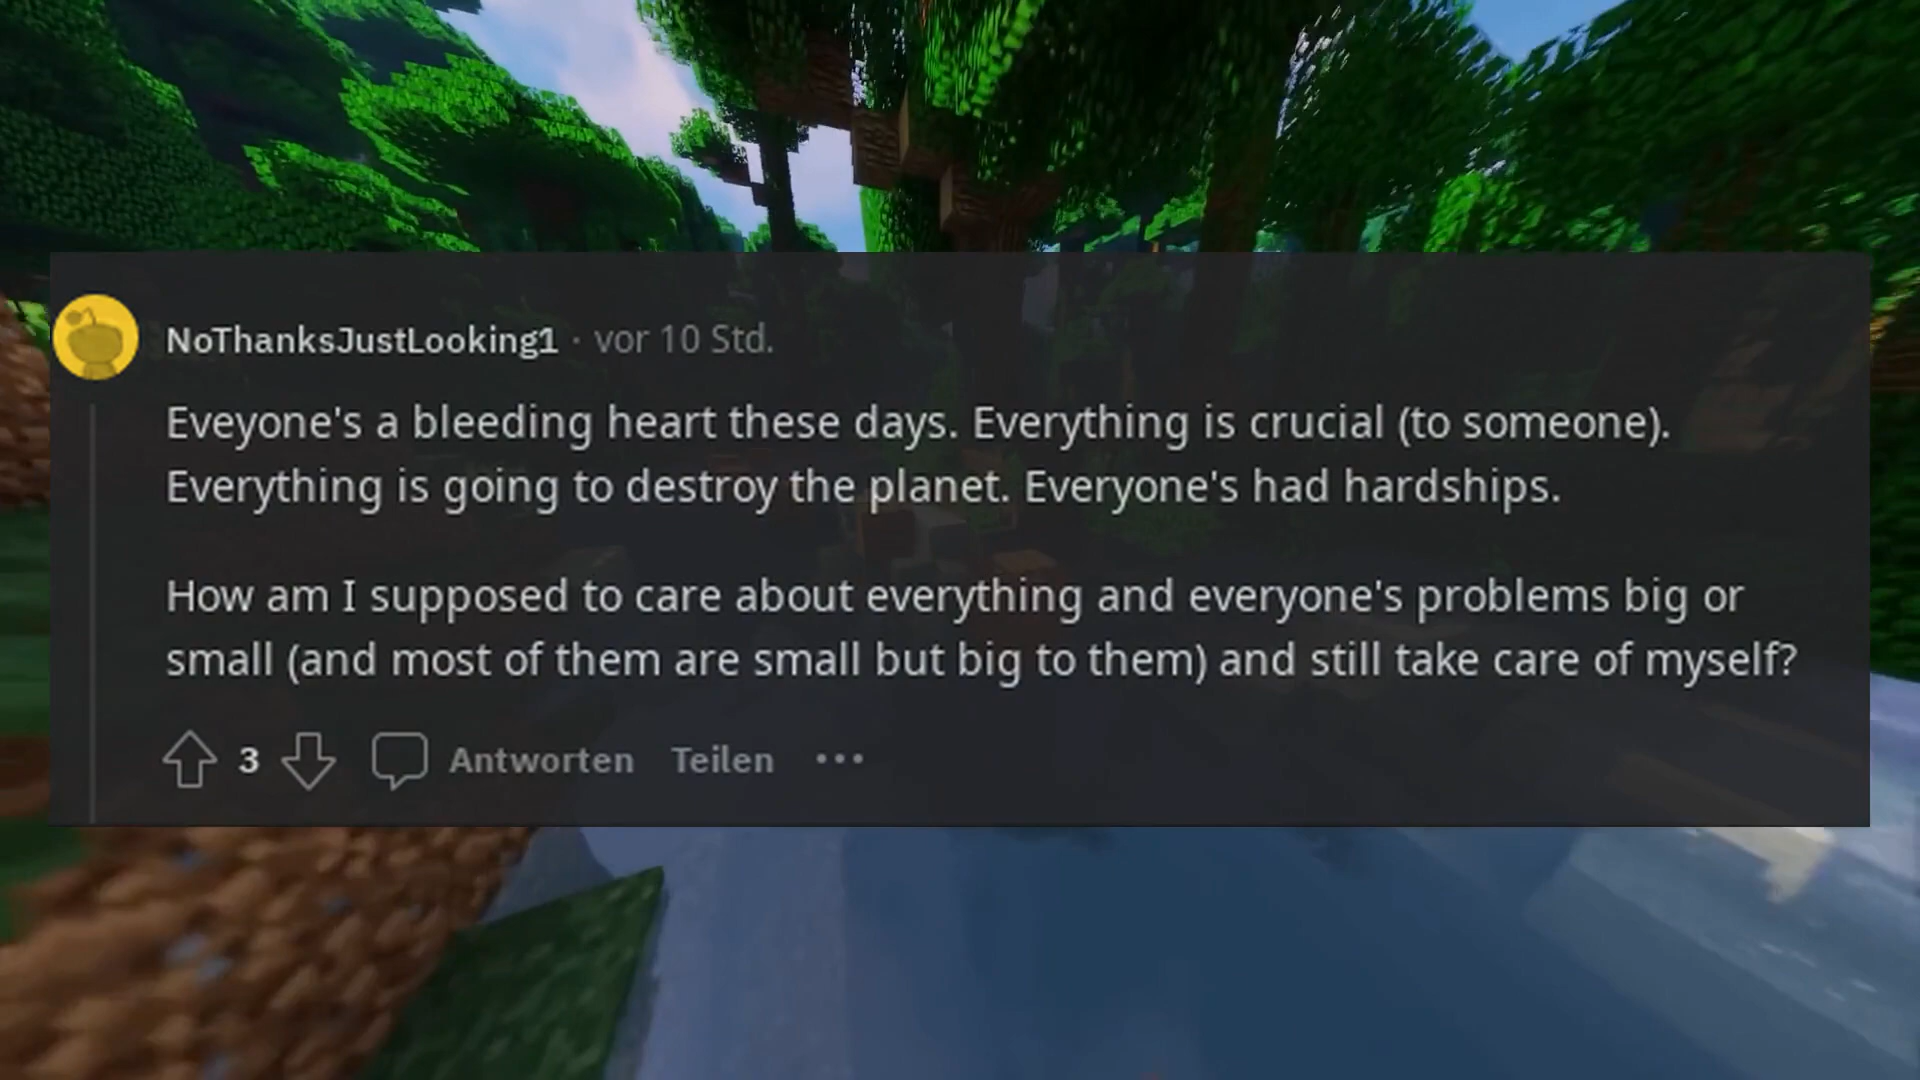 NoThanksJustLooking1 · vor 10 Std.
Eveyone's a bleeding heart these days. Everything is crucial (to someone).
Everything is going to destroy the planet. Everyone's had hardships.
How am I supposed to care about everything and everyone's problems big or
small (and most of them are small but big to them) and still take care of myself?
3 Antworten Teilen •••